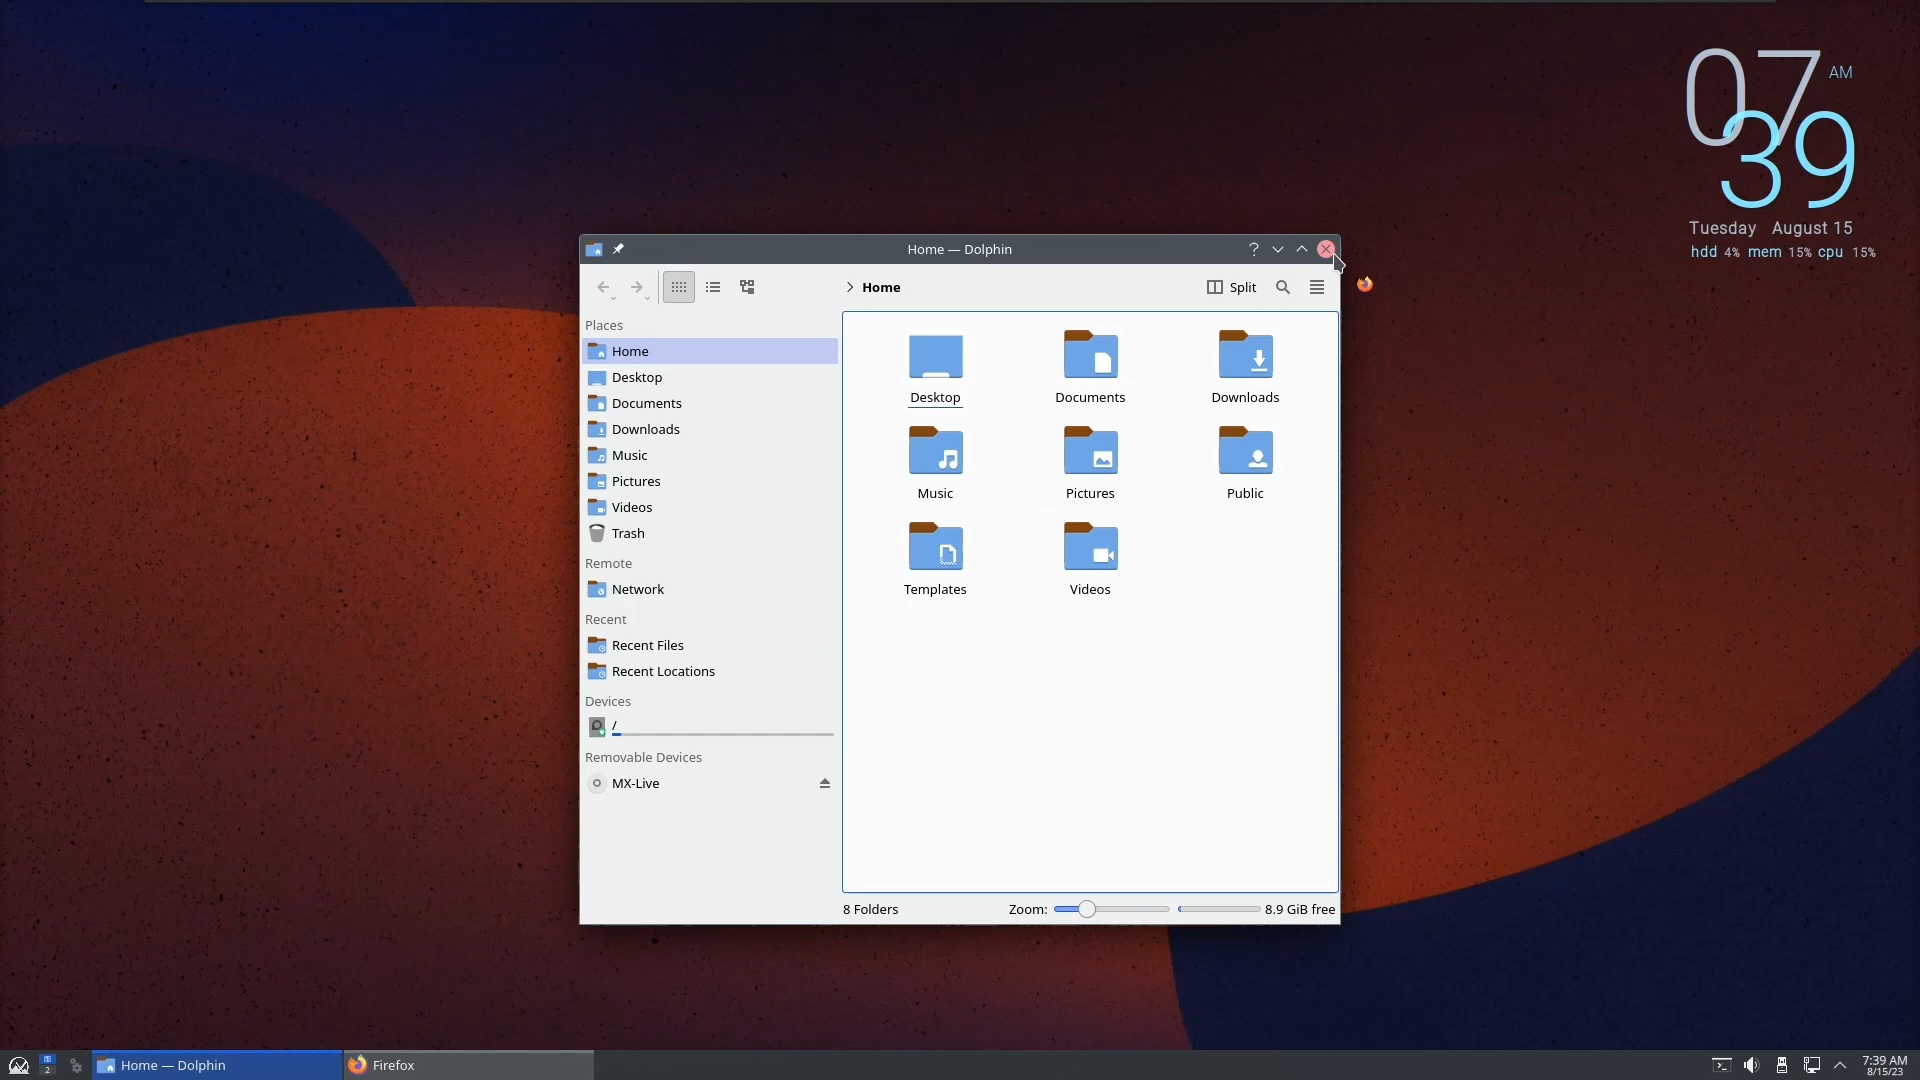 07 AM
39
Tuesday August 15
hdd 4% mem 15% cpu 15%
Home — Dolphin
?
Home
Split
Places
Home
Desktop
Documents
Downloads
Music
Pictures
Videos
Trash
Remote
Network
Recent
Recent Files
Recent Locations
Devices
/
Removable Devices
MX-Live
Desktop Documents Downloads
Music Pictures Public
Templates Videos
8 Folders Zoom: 8.9 GiB free
1
2
Home — Dolphin
Firefox
7:39 AM
8/15/23